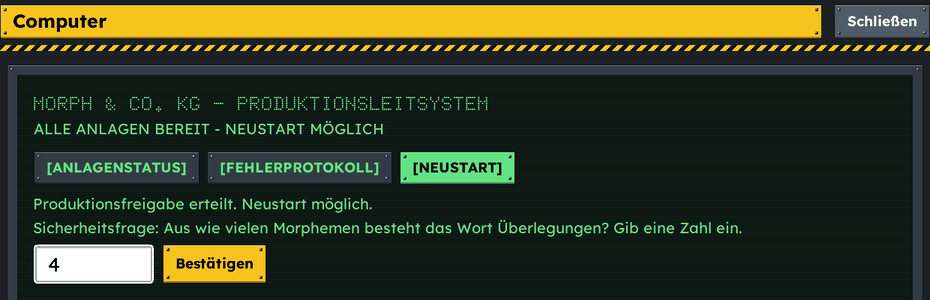 Computer
Schließen
MORPH & CO. KG – PRODUKTIONSLEITSYSTEM
ALLE ANLAGEN BEREIT - NEUSTART MÖGLICH
[ANLAGENSTATUS] [FEHLERPROTOKOLL] [NEUSTART]
Produktionsfreigabe erteilt. Neustart möglich.
Sicherheitsfrage: Aus wie vielen Morphemen besteht das Wort Überlegungen? Gib eine Zahl ein.
4 Bestätigen